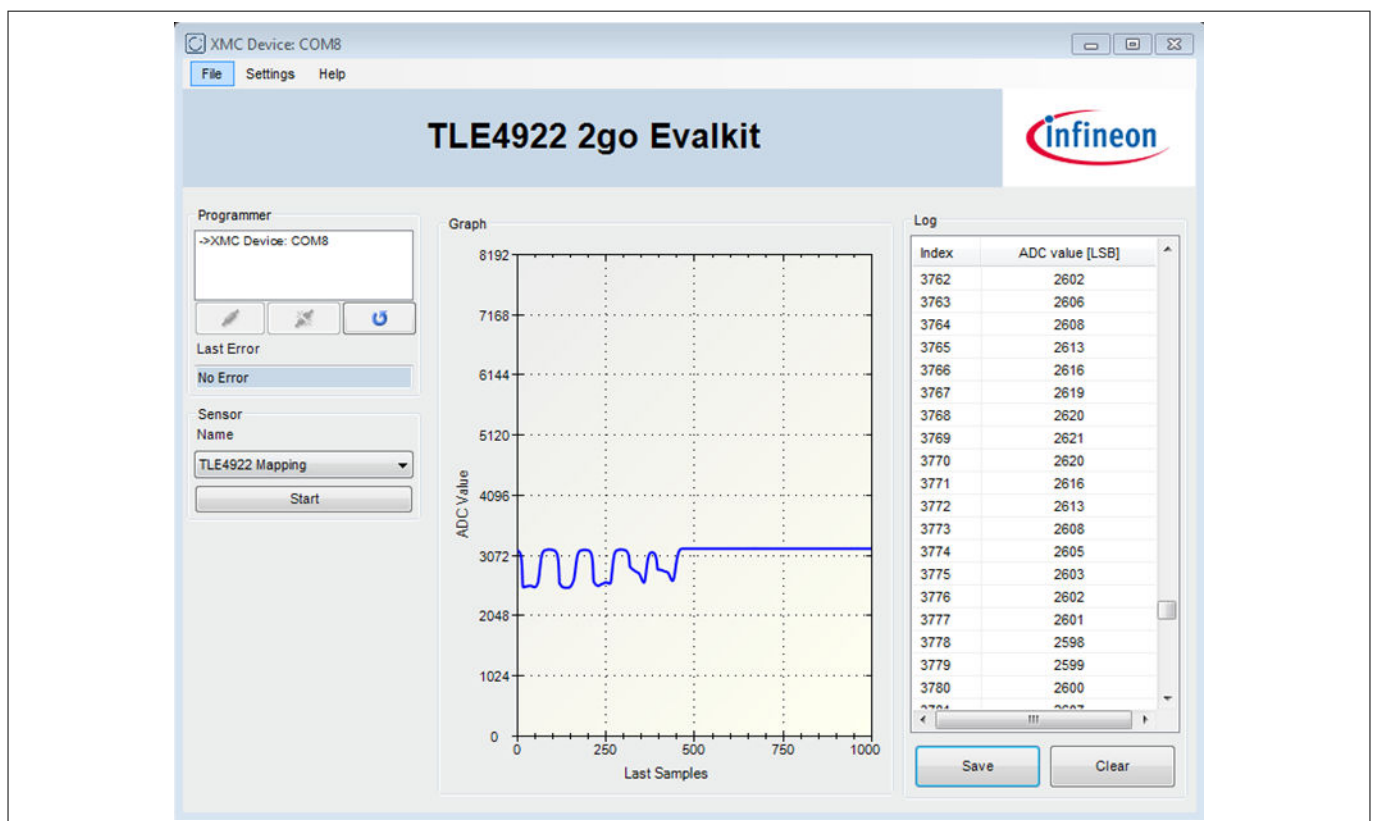 XMC Device: COM8
File Settings Help
TLE4922 2go Evalkit
infineon
Programmer
->XMC Device: COM8
Last Error
No Error
Sensor
Name
TLE4922 Mapping
Start
Graph
8192
7168
6144
5120
4096
3072
2048
1024
0
ADC Value
0 250 500 750 1000
Last Samples
Log
Index ADC value [LSB]
3762 2602
3763 2606
3764 2608
3765 2613
3766 2616
3767 2619
3768 2620
3769 2621
3770 2620
3771 2616
3772 2613
3773 2608
3774 2605
3775 2603
3776 2602
3777 2601
3778 2598
3779 2599
3780 2600
Save Clear